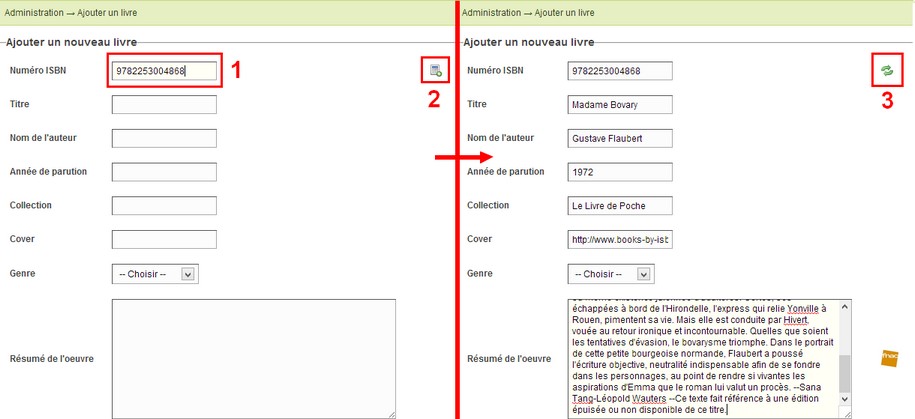 Administration → Ajouter un livre
Ajouter un nouveau livre
Numéro ISBN
9782253004868
1
2
Titre
Nom de l'auteur
Année de parution
Collection
Cover
Genre
-- Choisir --
Résumé de l'oeuvre
Administration → Ajouter un livre
Ajouter un nouveau livre
Numéro ISBN
9782253004868
3
Titre
Madame Bovary
Nom de l'auteur
Gustave Flaubert
Année de parution
1972
Collection
Le Livre de Poche
Cover
http://www.books-by-ist
Genre
-- Choisir --
Résumé de l'oeuvre
échappées à bord de l'Hirondelle, l'express qui relie Yonville à
Rouen, pimentent sa vie. Mais elle est conduite par Hivert,
vouée au retour ironique et incontournable. Quelles que soient
les tentatives d'évasion, le bovarysme triomphe. Dans le portrait
de cette petite bourgeoise normande, Flaubert a poussé
l'écriture objective, neutralité indispensable afin de se fondre
dans les personnages, au point de rendre si vivantes les
aspirations d'Emma que le roman lui valut un procès. --Sana
Tang-Léopold Wauters --Ce texte fait référence à une édition
épuisée ou non disponible de ce titre.
fnac